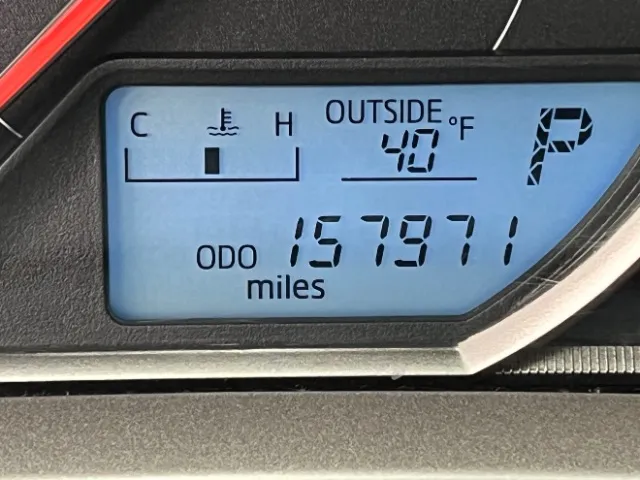 C H OUTSIDE °F P
40
ODO 157971
miles